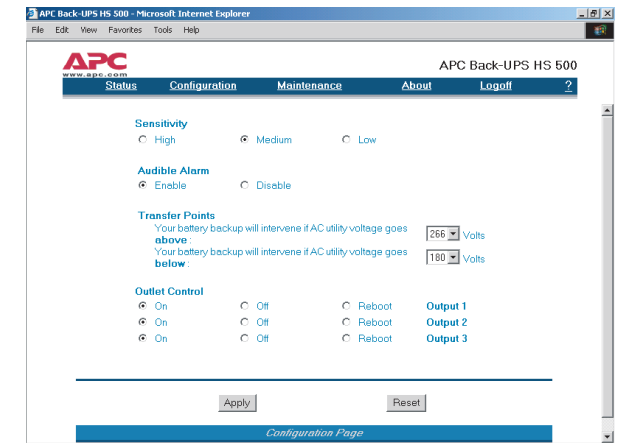 APC Back-UPS HS 500 - Microsoft Internet Explorer
File Edit View Favorites Tools Help
APC
www.apc.com
APC Back-UPS HS 500
Status Configuration Maintenance About Logoff ?
Sensitivity
High Medium Low
Audible Alarm
Enable Disable
Transfer Points
Your battery backup will intervene if AC utility voltage goes
above : 266 Volts
Your battery backup will intervene if AC utility voltage goes
below : 180 Volts
Outlet Control
On Off Reboot Output 1
On Off Reboot Output 2
On Off Reboot Output 3
Apply Reset
Configuration Page